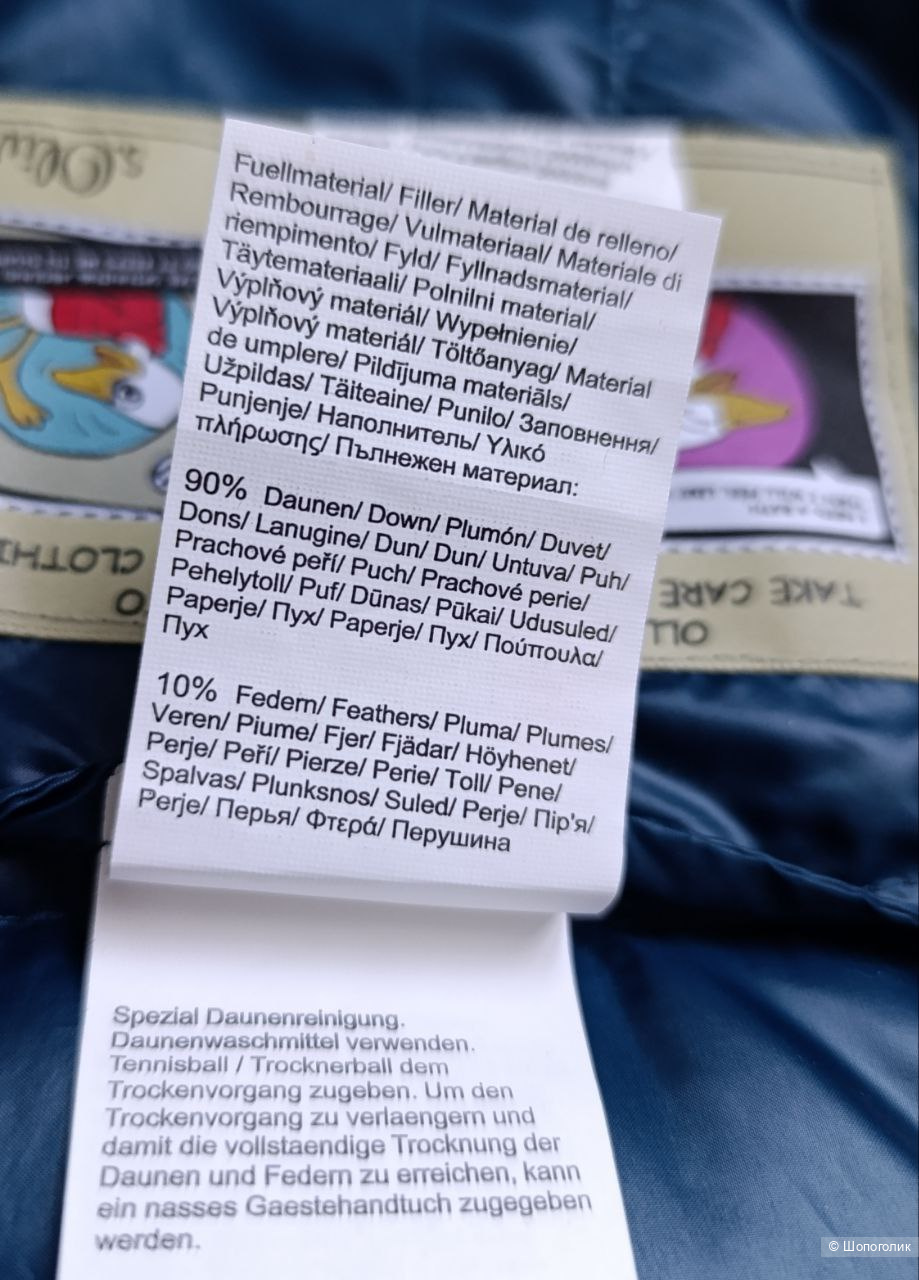 s.Oliv
Fuellmaterial/ Filler/ Material de relleno/
Rembourrage/ Vulmateriaal/ Materiale di
riempimento/ Fyld/ Fyllnadsmaterial/
Täytemateriaali/ Polnilni material/
Výplňový materiál/ Wypełnienie/
Výplňový materiál/ Töltőanyag/ Material
de umplere/ Pildījuma materiāls/
Užpildas/ Täiteaine/ Punilo/ Заповнення/
Punjenje/ Наполнитель/ Υλικό
πλήρωσης/ Пълнежен материал:
90% Daunen/ Down/ Plumón/ Duvet/
Dons/ Lanugine/ Dun/ Dun/ Untuva/ Puh/
Prachové peří/ Puch/ Prachové perie/
Pehelytoll/ Puf/ Dūnas/ Pūkai/ Udusuled/
Paperje/ Пух/ Paperje/ Пух/ Πούπουλα/
Пух
10% Federn/ Feathers/ Pluma/ Plumes/
Veren/ Piume/ Fjer/ Fjädar/ Höyhenet/
Perje/ Peří/ Pierze/ Perie/ Toll/ Pene/
Spalvas/ Plunksnos/ Suled/ Perje/ Пір'я/
Perje/ Перья/ Φτερά/ Перушина
TAKE CARE
CLOTHI
Spezial Daunenreinigung.
Daunenwaschmittel verwenden.
Tennisball / Trocknerball dem
Trockenvorgang zugeben. Um den
Trockenvorgang zu verlaengern und
damit die vollstaendige Trocknung der
Daunen und Federn zu erreichen, kann
ein nasses Gaestehandtuch zugegeben
werden.
© Шопоголик